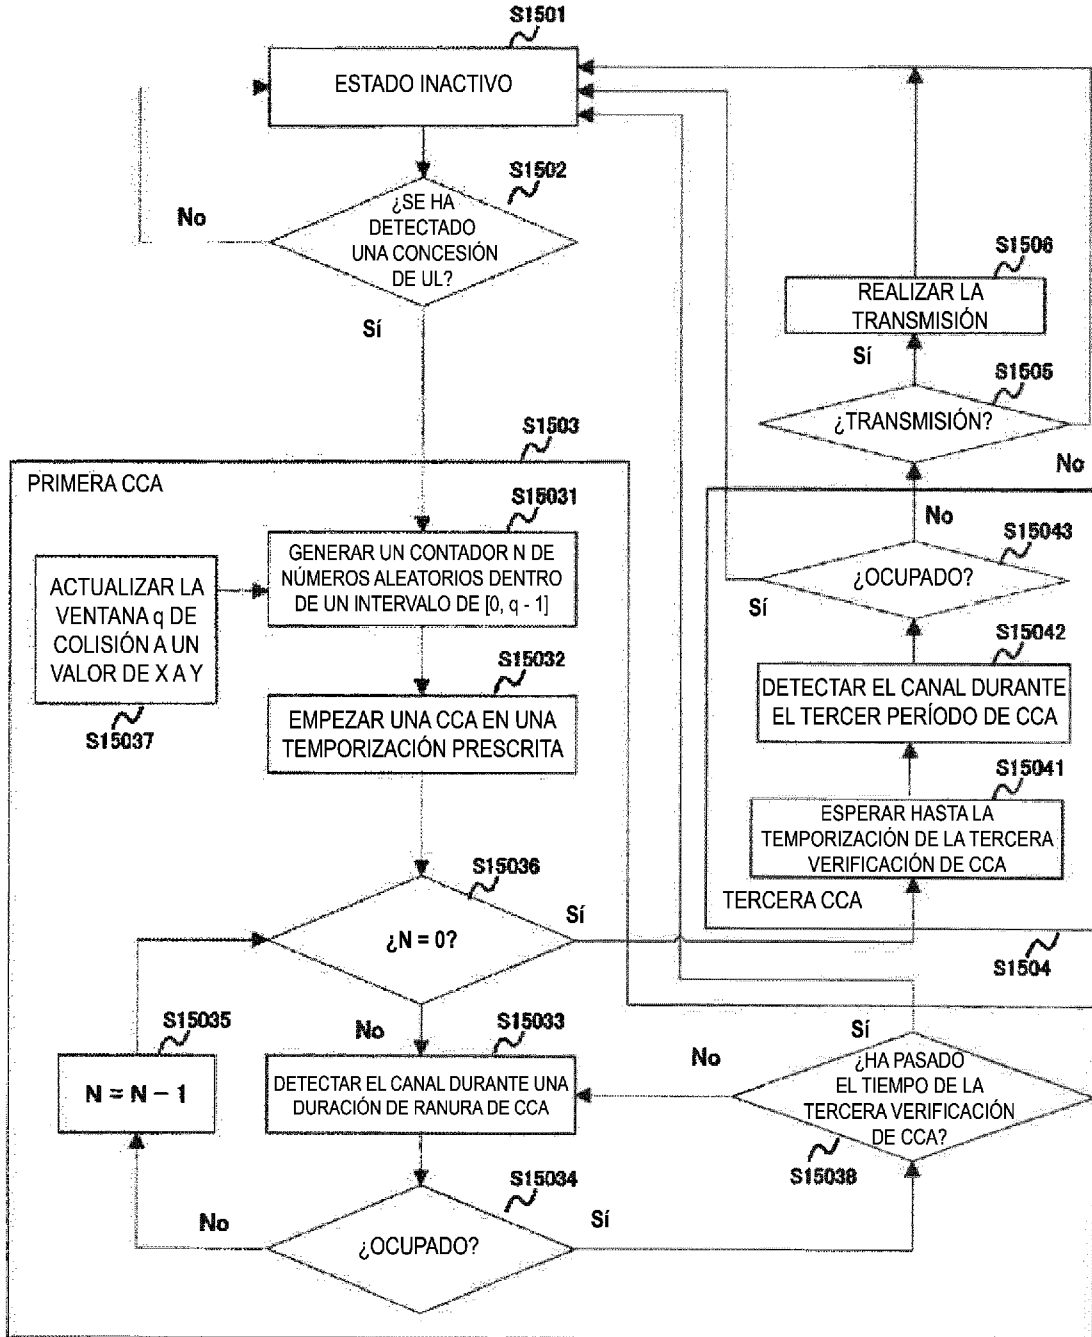 S1501
ESTADO INACTIVO
S1502
¿SE HA
DETECTADO
UNA CONCESIÓN
DE UL?
No
Sí
S1506
REALIZAR LA
TRANSMISIÓN
Sí
S1505
¿TRANSMISIÓN?
No
S1503
PRIMERA CCA
S15031
GENERAR UN CONTADOR N DE
NÚMEROS ALEATORIOS DENTRO
DE UN INTERVALO DE [0, q - 1]
ACTUALIZAR LA
VENTANA q DE
COLISIÓN A UN
VALOR DE X A Y
S15037
S15032
EMPEZAR UNA CCA EN UNA
TEMPORIZACIÓN PRESCRITA
No
S15043
¿OCUPADO?
Sí
S15042
DETECTAR EL CANAL DURANTE
EL TERCER PERÍODO DE CCA
S15041
ESPERAR HASTA LA
TEMPORIZACIÓN DE LA TERCERA
VERIFICACIÓN DE CCA
TERCERA CCA
S1504
S15036
¿N = 0?
Sí
No
S15035
N = N − 1
S15033
DETECTAR EL CANAL DURANTE UNA
DURACIÓN DE RANURA DE CCA
No
Sí
¿HA PASADO
EL TIEMPO DE LA
TERCERA VERIFICACIÓN
DE CCA?
S15038
S15034
¿OCUPADO?
No
Sí